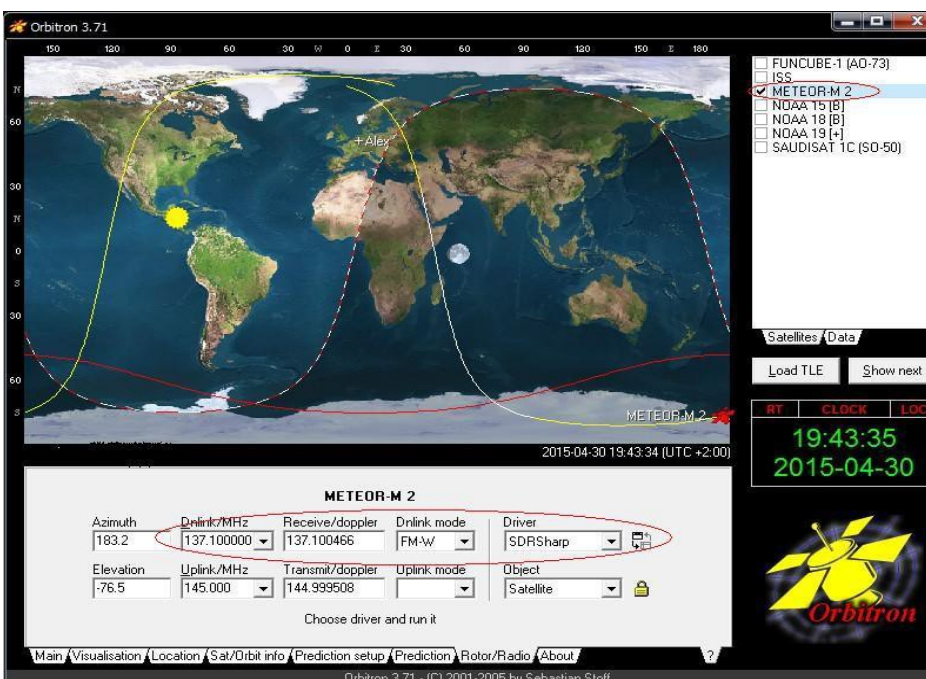 Orbitron 3.71
150 120 90 60 30 W 0 E 30 60 90 120 150 E 180
N
60
30
N
0
S
30
60
S
+Alex
METEOR-M 2
2015-04-30 19:43:34 (UTC +2:00)
FUNCUBE-1 (AO-73)
ISS
METEOR-M 2
NOAA 15 [B]
NOAA 18 [B]
NOAA 19 [+]
SAUDISAT 1C (SO-50)
Satellites Data
Load TLE Show next
RT CLOCK LOC
19:43:35
2015-04-30
METEOR-M 2
Azimuth Dnlink/MHz Receive/doppler Dnlink mode Driver
183.2 137.100000 137.100466 FM-W SDRSharp
Elevation Uplink/MHz Transmit/doppler Uplink mode Object
-76.5 145.000 144.999508 Satellite
Choose driver and run it
Orbitron
Main Visualisation Location Sat/Orbit info Prediction setup Prediction Rotor/Radio About ?
Orbitron 3.71 - (C) 2001-2005 by Sebastian Stoff